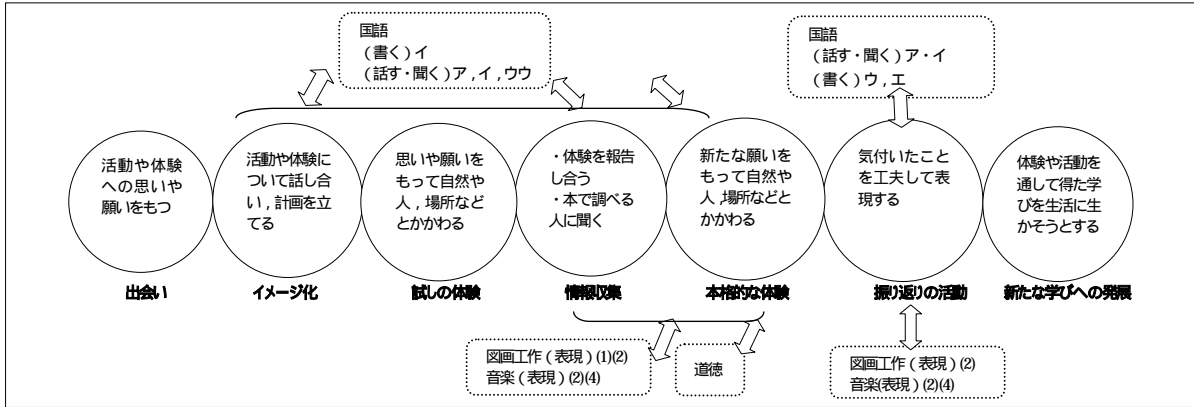 国語
(書く)イ
(話す・聞く)ア,イ,ウウ
国語
(話す・聞く)ア・イ
(書く)ウ,エ
活動や体験
への思いや
願いをもつ
活動や体験に
ついて話し合
い,計画を立
てる
思いや願いを
もって自然や
人,場所など
とかかわる
・体験を報告
し合う
・本で調べる
人に聞く
新たな願いを
もって自然や
人,場所などと
かかわる
気付いたこと
を工夫して表
現する
体験や活動を
通して得た学
びを生活に生
かそうとする
出会い
イメージ化
試しの体験
情報収集
本格的な体験
振り返りの活動
新たな学びへの発展
図画工作(表現)(1)(2)
音楽(表現)(2)(4)
道徳
図画工作(表現)(2)
音楽(表現)(2)(4)